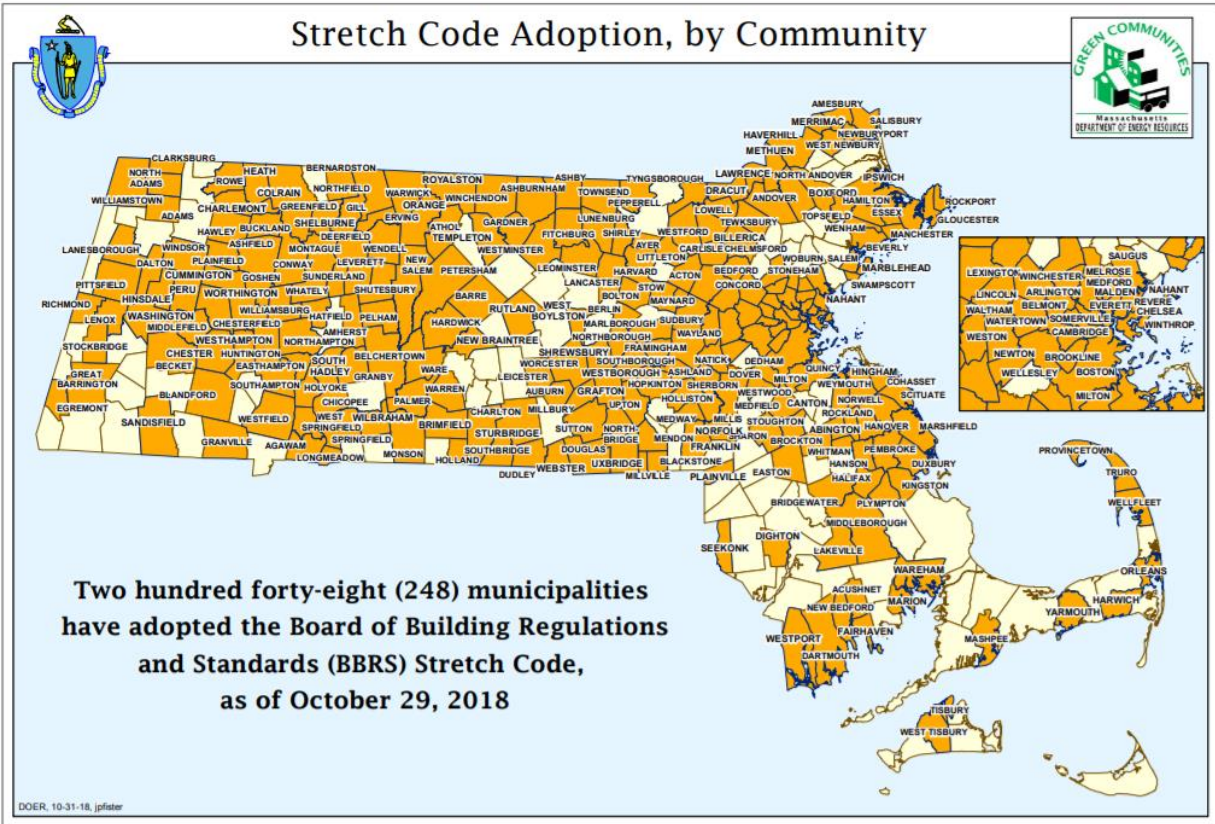 Stretch Code Adoption, by Community
GREEN COMMUNITIES
Massachusetts
DEPARTMENT OF ENERGY RESOURCES
AMESBURY
MERRIMAC
SALISBURY
HAVERHILL
NEWBURYPORT
METHUEN
WEST NEWBURY
CLARKSBURG
NORTH ADAMS
HEATH
BERNARDSTON
ROWE
COLRAIN
NORTHFIELD
WARWICK
ROYALSTON
WINCHENDON
ASHBURNHAM
ASHBY
TOWNSEND
TYNGSBOROUGH
PEPPERELL
LAWRENCE
NORTH ANDOVER
IPSWICH
DRACUT
ANDOVER
BOXFORD
HAMILTON
ROCKPORT
WILLIAMSTOWN
ADAMS
CHARLEMONT
GREENFIELD
GILL
ORANGE
ERVING
GARDNER
LUNENBURG
LOWELL
TOPSFIELD
ESSEX
GLOUCESTER
HAWLEY
BUCKLAND
SHELBURNE
DEERFIELD
ATHOL
TEMPLETON
FITCHBURG
SHIRLEY
WESTFORD
TEWKSBURY
WENHAM
MANCHESTER
LANESBOROUGH
WINDSOR
ASHFIELD
MONTAGUE
WENDELL
WESTMINSTER
AYER
BILLERICA
BEVERLY
DALTON
PLAINFIELD
CONWAY
LEVERETT
NEW SALEM
PETERSHAM
LEOMINSTER
LITTLETON
CARLISLE
CHELMSFORD
WOBURN
SALEM
MARBLEHEAD
PITTSFIELD
CUMMINGTON
GOSHEN
SUNDERLAND
LANCASTER
HARVARD
ACTON
BEDFORD
STONEHAM
SWAMPSCOTT
RICHMOND
HINSDALE
PERU
WORTHINGTON
WHATELY
SHUTESBURY
BARRE
RUTLAND
WEST BOYLSTON
BOLTON
STOW
MAYNARD
CONCORD
NAHANT
LENOX
WASHINGTON
MIDDLEFIELD
CHESTERFIELD
WILLIAMSBURG
HATFIELD
PELHAM
HARDWICK
BERLIN
MARLBOROUGH
SUDBURY
STOCKBRIDGE
WESTHAMPTON
NORTHAMPTON
AMHERST
NEW BRAINTREE
NORTHBOROUGH
WAYLAND
CHESTER
HUNTINGTON
EASTHAMPTON
SOUTH HADLEY
BELCHERTOWN
SHREWSBURY
WORCESTER
SOUTHBOROUGH
FRAMINGHAM
NATICK
DEDHAM
QUINCY
HINGHAM
GREAT BARRINGTON
BECKET
SOUTHAMPTON
HOLYOKE
GRANBY
WARE
LEICESTER
WESTBOROUGH
ASHLAND
DOVER
MILTON
WEYMOUTH
COHASSET
BLANDFORD
CHICOPEE
PALMER
WARREN
AUBURN
GRAFTON
HOPKINTON
SHERBORN
WESTWOOD
NORWELL
SCITUATE
EGREMONT
SANDISFIELD
WESTFIELD
WEST SPRINGFIELD
WILBRAHAM
BRIMFIELD
CHARLTON
MILLBURY
UPTON
HOLLISTON
MEDFIELD
CANTON
ROCKLAND
GRANVILLE
AGAWAM
SPRINGFIELD
STURBRIDGE
SUTTON
NORTH-BRIDGE
MEDWAY
MILLIS
STOUGHTON
ABINGTON
HANOVER
MARSHFIELD
LONGMEADOW
MONSON
HOLLAND
SOUTHBRIDGE
DOUGLAS
MENDON
NORFOLK
SHARON
BROCKTON
WHITMAN
PEMBROKE
DUDLEY
WEBSTER
UXBRIDGE
MILLVILLE
BLACKSTONE
FRANKLIN
PLAINVILLE
EASTON
HANSON
DUXBURY
HALIFAX
KINGSTON
BRIDGEWATER
PLYMPTON
MIDDLEBOROUGH
SEEKONK
DIGHTON
LAKEVILLE
WAREHAM
ACUSHNET
MARION
NEW BEDFORD
WESTPORT
FAIRHAVEN
DARTMOUTH
MASHPEE
YARMOUTH
HARWICH
ORLEANS
WELLFLEET
TRURO
PROVINCETOWN
TISBURY
WEST TISBURY
SAUGUS
LEXINGTON
WINCHESTER
MELROSE
MEDFORD
NAHANT
LINCOLN
ARLINGTON
MALDEN
REVERE
WALTHAM
BELMONT
EVERETT
CHELSEA
WATERTOWN
SOMERVILLE
WINTHROP
WESTON
CAMBRIDGE
NEWTON
BROOKLINE
WELLESLEY
BOSTON
MILTON
Two hundred forty-eight (248) municipalities
have adopted the Board of Building Regulations
and Standards (BBRS) Stretch Code,
as of October 29, 2018
DOER, 10-31-18, jpfister